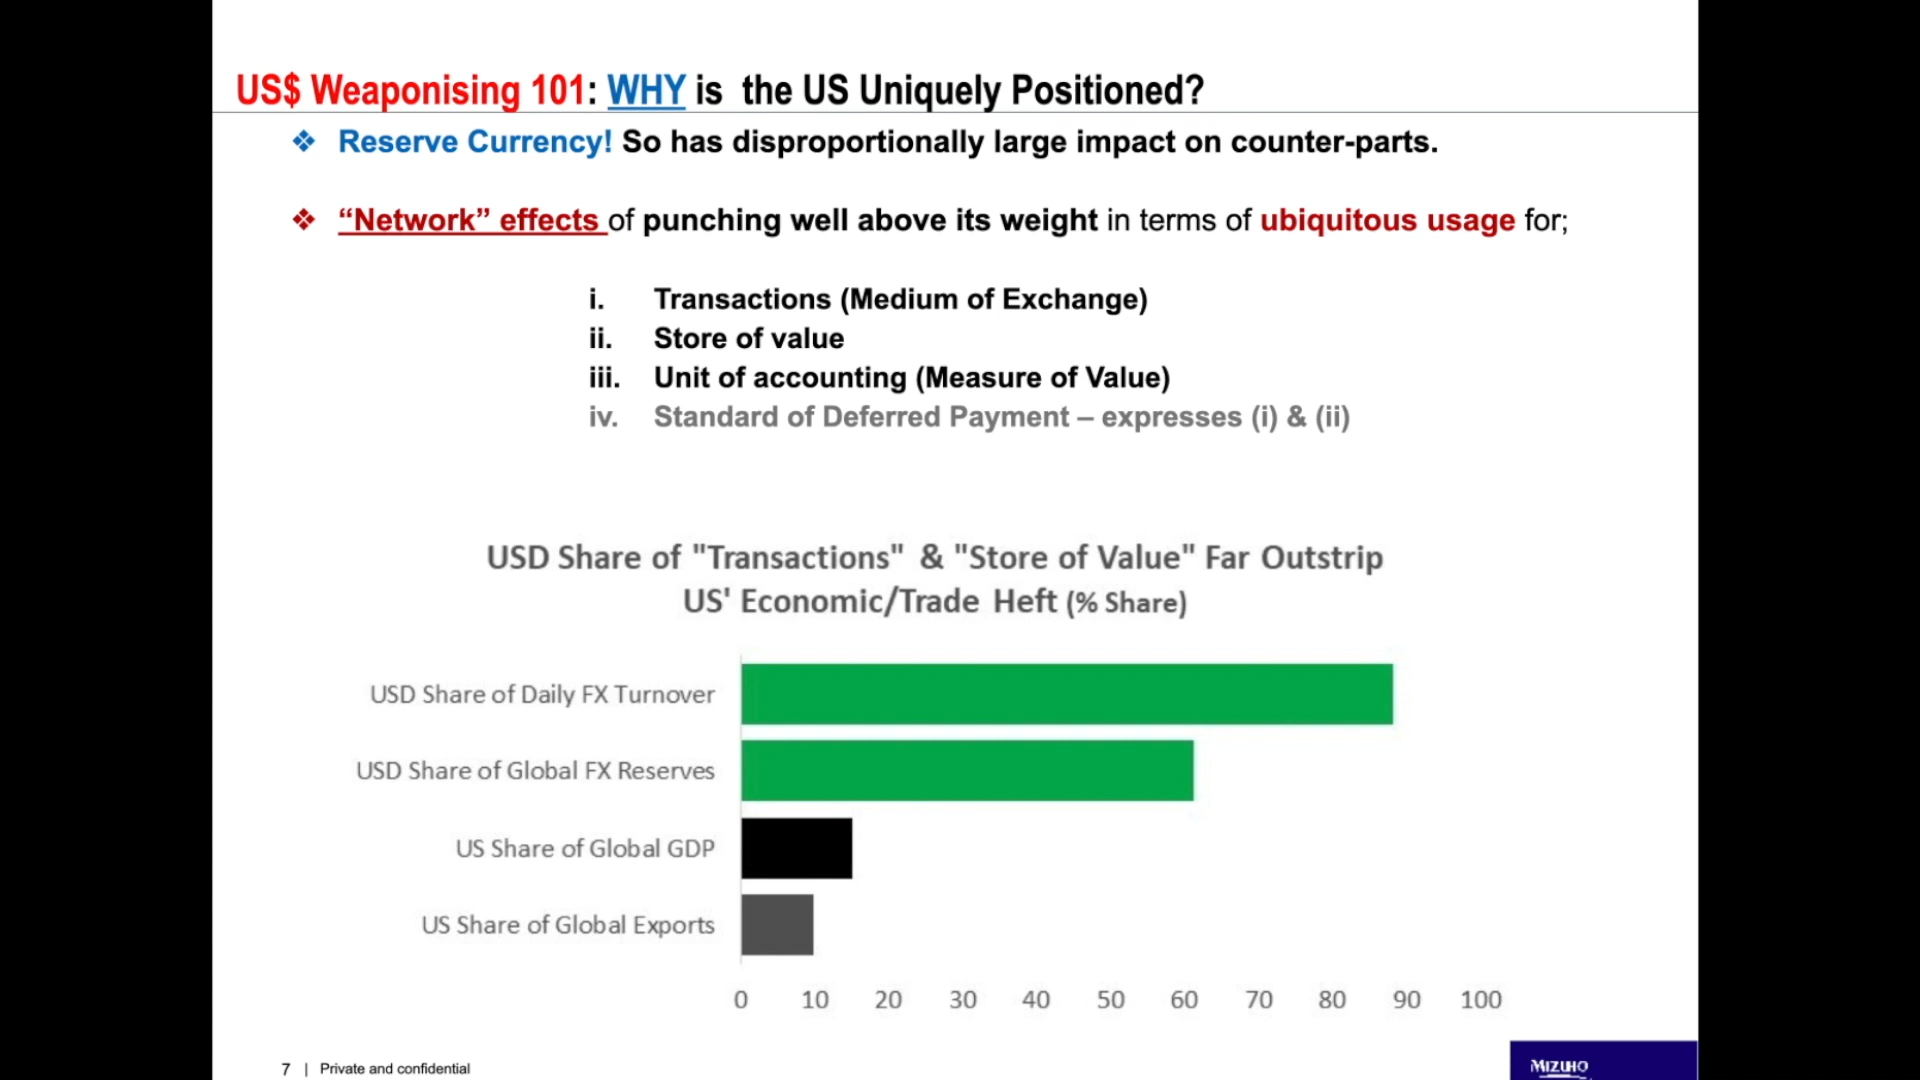 US$ Weaponising 101: WHY is the US Uniquely Positioned?
❖ Reserve Currency! So has disproportionally large impact on counter-parts.
❖ “Network” effects of punching well above its weight in terms of ubiquitous usage for;
i. Transactions (Medium of Exchange)
ii. Store of value
iii. Unit of accounting (Measure of Value)
iv. Standard of Deferred Payment – expresses (i) & (ii)
USD Share of "Transactions" & "Store of Value" Far Outstrip
US' Economic/Trade Heft (% Share)
USD Share of Daily FX Turnover
USD Share of Global FX Reserves
US Share of Global GDP
US Share of Global Exports
0 10 20 30 40 50 60 70 80 90 100
7 | Private and confidential
MIZUHO